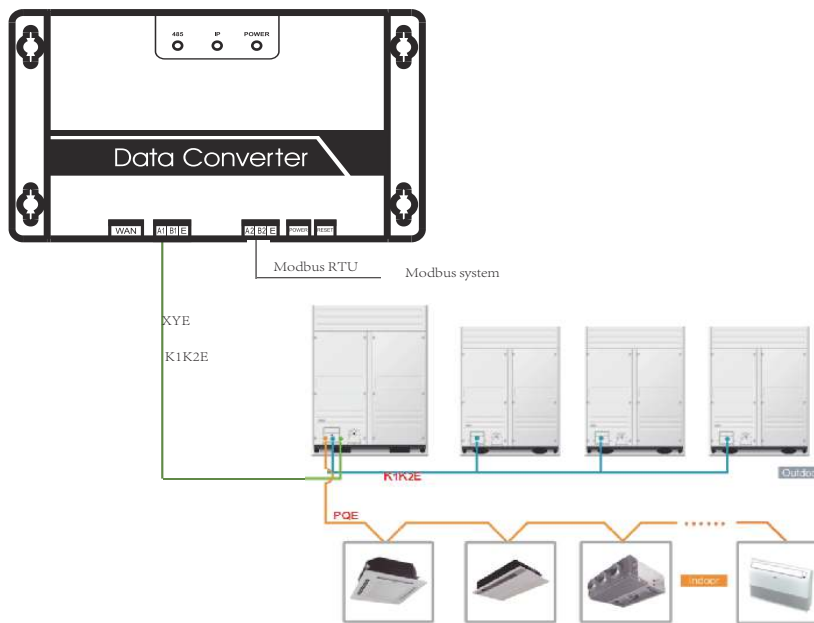 485 IP POWER
Data Converter
WAN A1 B1 E A2 B2 E POWER RESET
Modbus RTU
Modbus system
XYE
K1K2E
K1K2E
Outdoo
PQE
Indoor